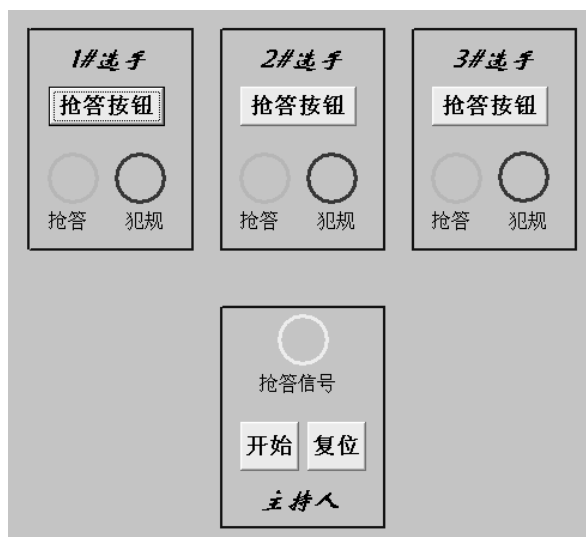 1#选手 2#选手 3#选手
抢答按钮 抢答按钮 抢答按钮
抢答 犯规 抢答 犯规 抢答 犯规
抢答信号
开始 复位
主持人